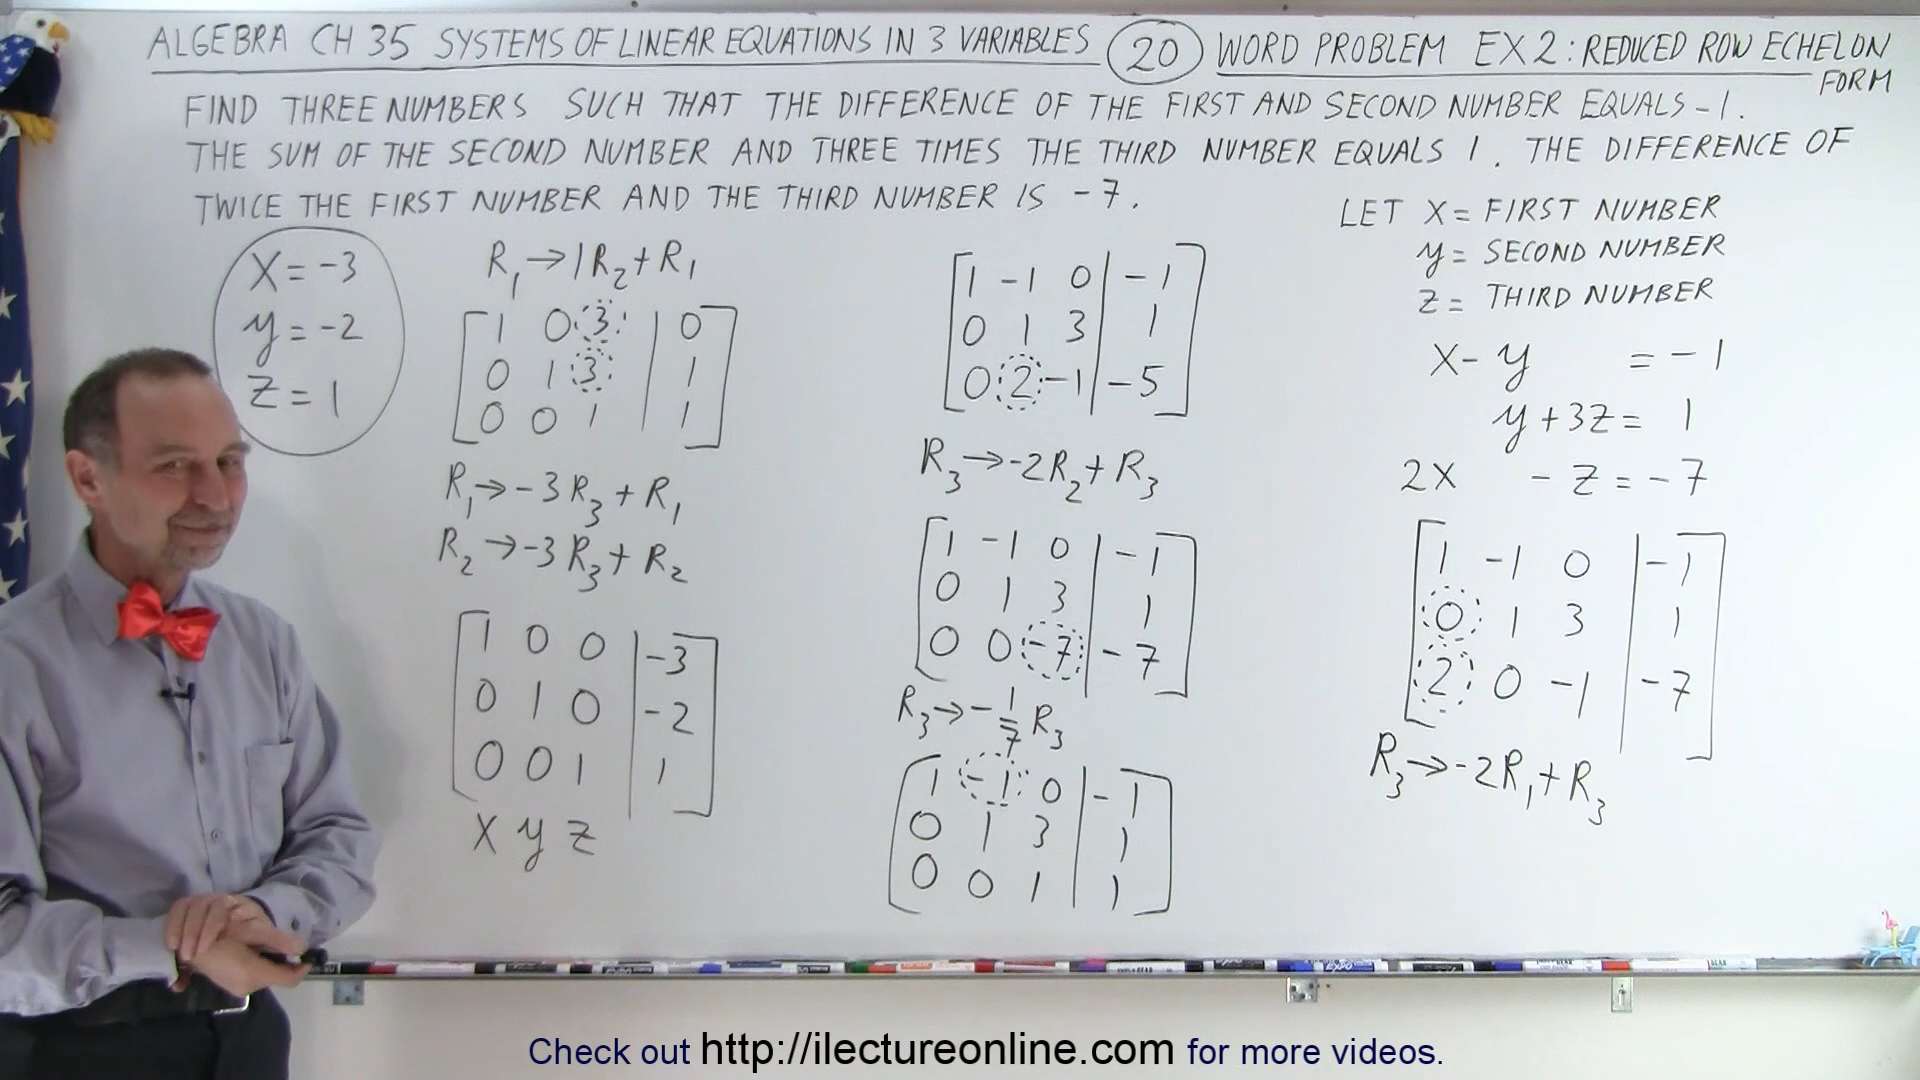 ALGEBRA CH 35 SYSTEMS OF LINEAR EQUATIONS IN 3 VARIABLES (20) WORD PROBLEM EX 2: REDUCED ROW ECHELON
FORM
FIND THREE NUMBERS SUCH THAT THE DIFFERENCE OF THE FIRST AND SECOND NUMBER EQUALS -1.
THE SUM OF THE SECOND NUMBER AND THREE TIMES THE THIRD NUMBER EQUALS 1. THE DIFFERENCE OF
TWICE THE FIRST NUMBER AND THE THIRD NUMBER IS -7.
LET X = FIRST NUMBER
y = SECOND NUMBER
z = THIRD NUMBER
X - y = -1
y + 3z = 1
2X - z = -7
1 -1 0 | -1
0 1 3 | 1
2 0 -1 | -7
R3 → -2R1 + R3
1 -1 0 | -1
0 1 3 | 1
0 2 -1 | -5
R3 → -2R2 + R3
1 -1 0 | -1
0 1 3 | 1
0 0 -7 | -7
R3 → -1/7 R3
1 -1 0 | -1
0 1 3 | 1
0 0 1 | 1
R1 → 1R2 + R1
1 0 3 | 0
0 1 3 | 1
0 0 1 | 1
R1 → -3R3 + R1
R2 → -3R3 + R2
1 0 0 | -3
0 1 0 | -2
0 0 1 | 1
X y z
X = -3
y = -2
z = 1
Check out http://ilectureonline.com for more videos.